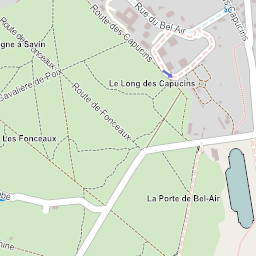 Rue du Bel Air
Route des Capucins
Capucins
gne à Savin
Route des Fonceaux
Cavalière de Poix
Le Long des Capucins
Route-de-Fonceaux
Les Fonceaux
La Porte de Bel-Air